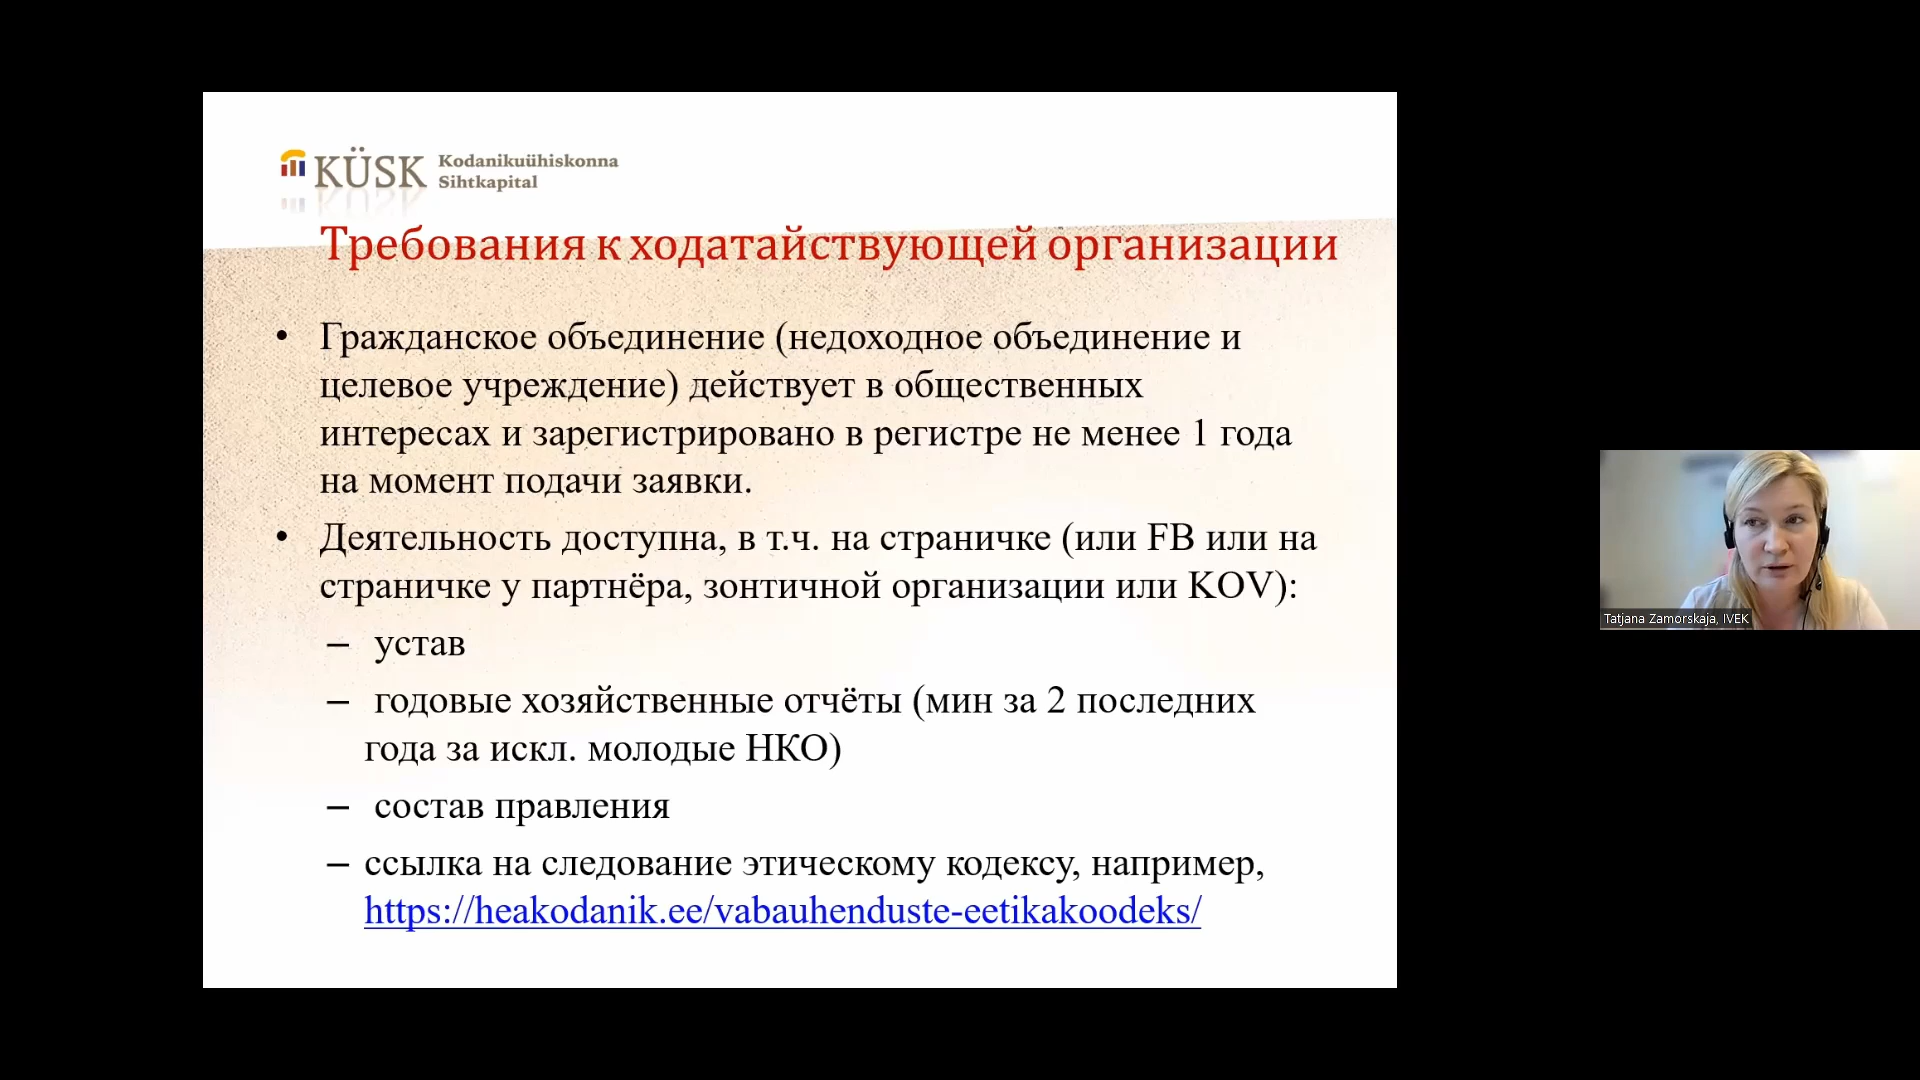 KÜSK Kodanikuühiskonna
Sihtkapital
Требования к ходатайствующей организации
• Гражданское объединение (недоходное объединение и
целевое учреждение) действует в общественных
интересах и зарегистрировано в регистре не менее 1 года
на момент подачи заявки.
• Деятельность доступна, в т.ч. на страничке (или FB или на
страничке у партнёра, зонтичной организации или KOV):
– устав
– годовые хозяйственные отчёты (мин за 2 последних
года за искл. молодые НКО)
– состав правления
– ссылка на следование этическому кодексу, например,
https://heakodanik.ee/vabauhenduste-eetikakoodeks/
Tatjana Zamorskaja, IVEK